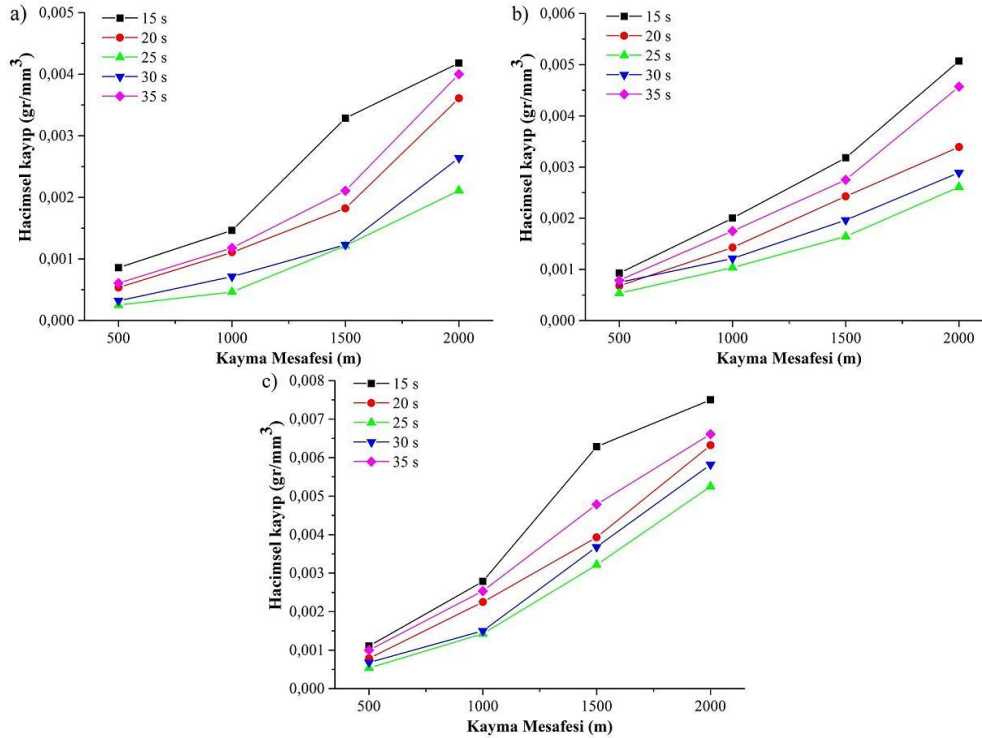 a)
0,005
0,004
0,003
0,002
0,001
0,000
Hacimsel kayıp (gr/mm³)
15 s
20 s
25 s
30 s
35 s
500
1000
1500
2000
Kayma Mesafesi (m)
b)
0,006
0,005
0,004
0,003
0,002
0,001
0,000
Hacimsel kayıp (gr/mm³)
15 s
20 s
25 s
30 s
35 s
500
1000
1500
2000
Kayma Mesafesi (m)
c)
0,008
0,007
0,006
0,005
0,004
0,003
0,002
0,001
0,000
Hacimsel kayıp (gr/mm³)
15 s
20 s
25 s
30 s
35 s
500
1000
1500
2000
Kayma Mesafesi (m)